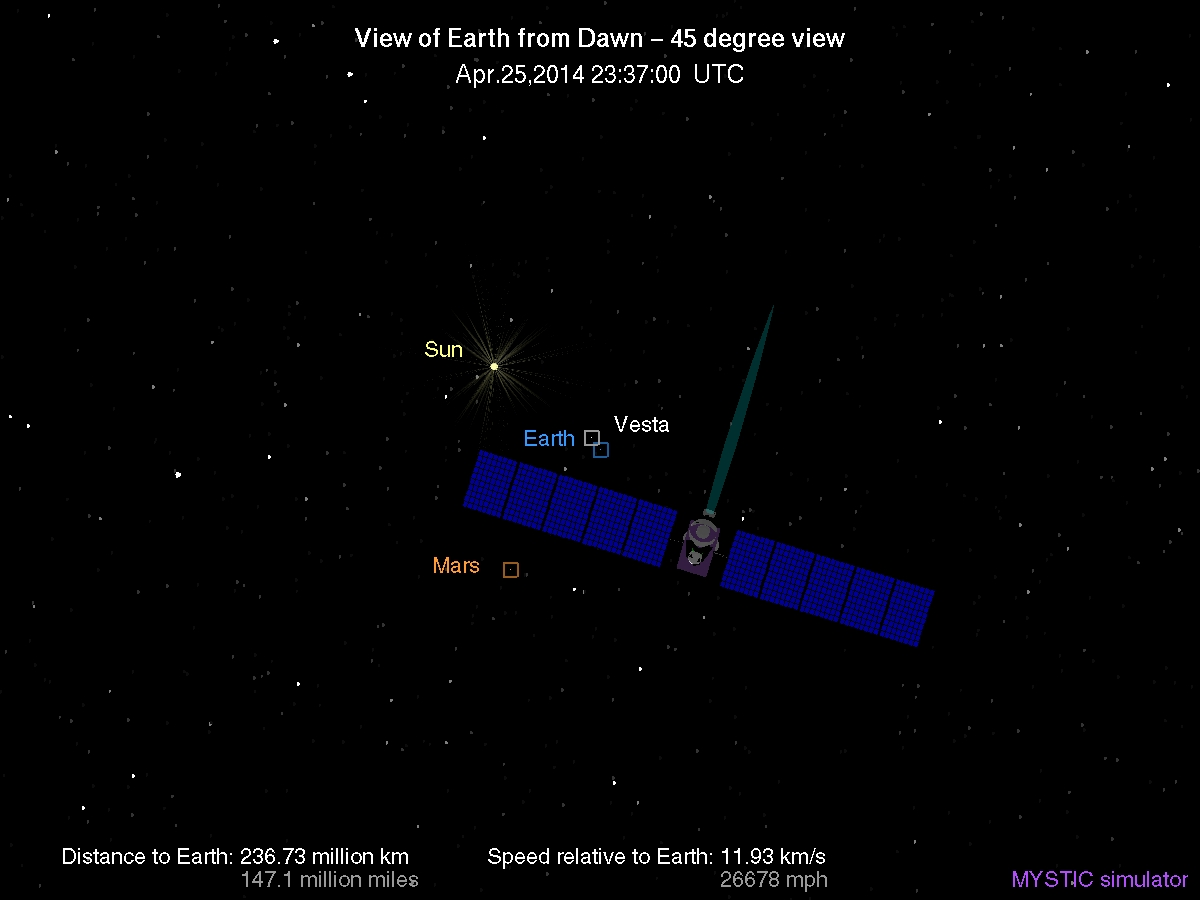 View of Earth from Dawn – 45 degree view
Apr.25,2014 23:37:00 UTC
Sun
Vesta
Earth
Mars
Distance to Earth: 236.73 million km
147.1 million miles
Speed relative to Earth: 11.93 km/s
26678 mph
MYSTIC simulator